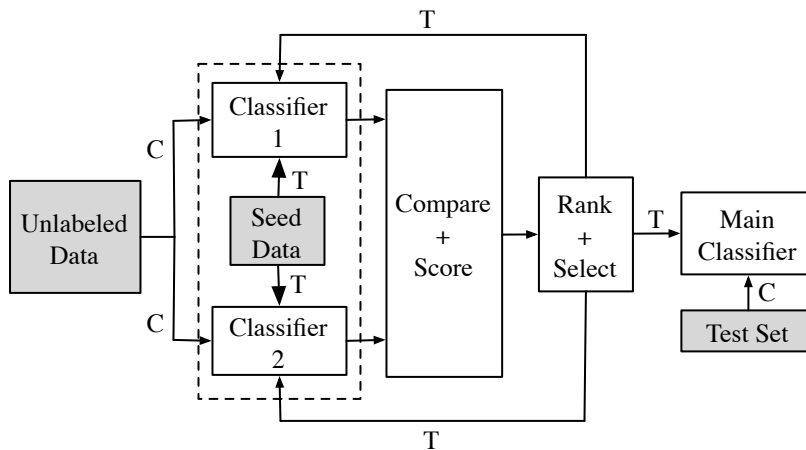 T
Classifier
1
C
T
Unlabeled
Data
Seed
Data
Compare
+
Score
Rank
+
Select
T
Main
Classifier
T
C
C
Classifier
2
Test Set
T